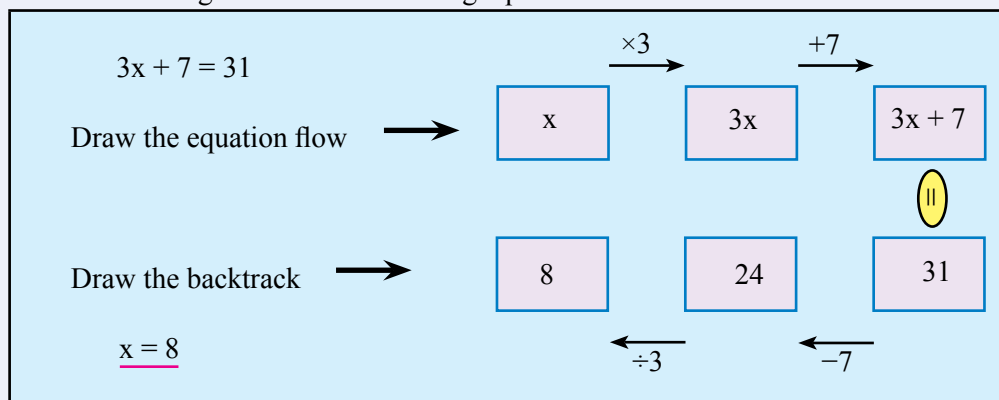 ×3 +7
3x + 7 = 31
x 3x 3x + 7
Draw the equation flow
=
8 24 31
Draw the backtrack
x = 8
÷3 −7